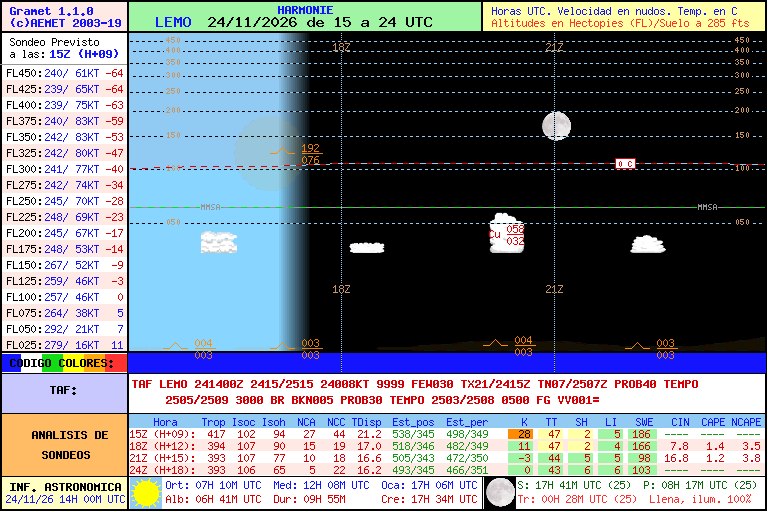 Gramet 1.1.0
(c)AEMET 2003-19
HARMONIE
LEMO 24/11/2026 de 15 a 24 UTC
Horas UTC. Velocidad en nudos. Temp. en C
Altitudes en Hectopies (FL)/Suelo a 285 fts
Sondeo Previsto
a las: 15Z (H+09)
FL450: 240/ 61KT -64
FL425: 239/ 65KT -64
FL400: 239/ 75KT -63
FL375: 240/ 83KT -59
FL350: 242/ 83KT -53
FL325: 242/ 80KT -47
FL300: 241/ 77KT -40
FL275: 242/ 74KT -34
FL250: 245/ 70KT -28
FL225: 248/ 69KT -23
FL200: 245/ 67KT -17
FL175: 248/ 53KT -14
FL150: 267/ 52KT -9
FL125: 259/ 46KT -3
FL100: 257/ 46KT 0
FL075: 264/ 38KT 5
FL050: 292/ 21KT 7
FL025: 279/ 16KT 11
18Z 21Z
450 450
400 400
350 350
300 300
250 250
200 200
150 150
192
076
0 C
100 100
MMSA MMSA
050 050
Cu 058
032
18Z 21Z
004 003 004 003
003 003 003 003
CODIGO COLORES:
TAF:
TAF LEMO 241400Z 2415/2515 24008KT 9999 FEW030 TX21/2415Z TN07/2507Z PROB40 TEMPO
2505/2509 3000 BR BKN005 PROB30 TEMPO 2503/2508 0500 FG VV001=
ANALISIS DE
SONDEOS
Hora Trop Isoc Isoh NCA NCC TDisp Est_pos Est_per K TT SH LI SWE CIN CAPE NCAPE
15Z (H+09): 417 102 94 27 44 21.2 538/345 498/349 28 47 2 5 186 ---- ---- ----
18Z (H+12): 394 107 90 15 19 17.0 518/346 482/349 11 47 2 4 166 7.8 1.4 3.5
21Z (H+15): 393 107 77 10 18 16.6 505/343 472/350 -3 44 5 5 98 16.6 1.2 3.8
24Z (H+18): 393 106 65 5 22 16.2 493/345 466/351 0 43 6 6 103 ---- ---- ----
INF. ASTRONOMICA
24/11/26 14H 00M UTC
Ort: 07H 10M UTC Med: 12H 08M UTC Oca: 17H 06M UTC
Alb: 06H 41M UTC Dur: 09H 55M Cre: 17H 34M UTC
S: 17H 41M UTC (25) P: 08H 17M UTC (25)
Tr: 00H 28M UTC (25) Llena, ilum. 100%